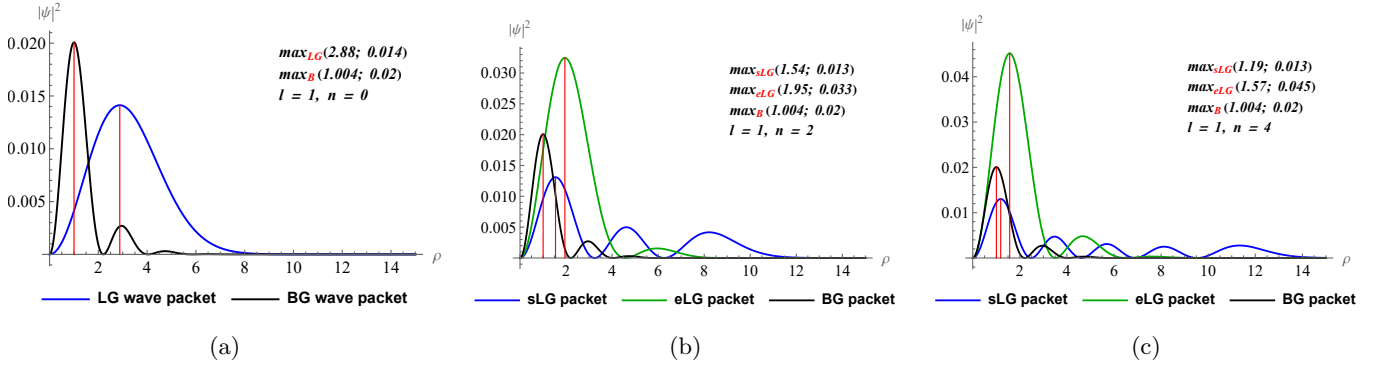 |ψ|²
0.020
0.015
0.010
0.005
2 4 6 8 10 12 14 ρ
max_LG(2.88; 0.014)
max_B(1.004; 0.02)
l = 1, n = 0
LG wave packet BG wave packet
(a)
|ψ|²
0.030
0.025
0.020
0.015
0.010
0.005
2 4 6 8 10 12 14 ρ
max_sLG(1.54; 0.013)
max_eLG(1.95; 0.033)
max_B(1.004; 0.02)
l = 1, n = 2
sLG packet eLG packet BG packet
(b)
|ψ|²
0.04
0.03
0.02
0.01
2 4 6 8 10 12 14 ρ
max_sLG(1.19; 0.013)
max_eLG(1.57; 0.045)
max_B(1.004; 0.02)
l = 1, n = 4
sLG packet eLG packet BG packet
(c)